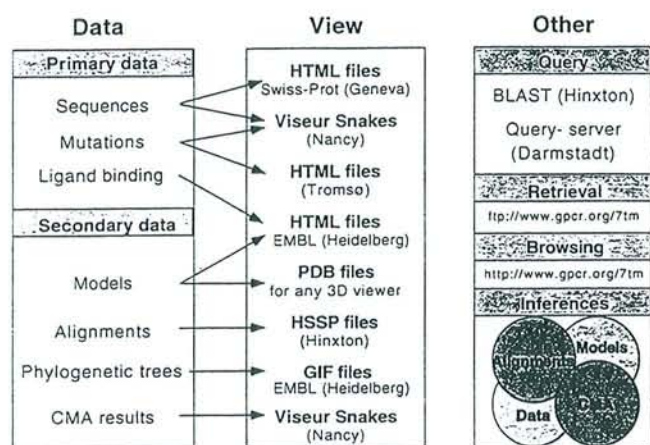 Data
Primary data
Sequences
Mutations
Ligand binding
Secondary data
Models
Alignments
Phylogenetic trees
CMA results
View
HTML files
Swiss-Prot (Geneva)
Viseur Snakes
(Nancy)
HTML files
(Tromsø)
HTML files
EMBL (Heidelberg)
PDB files
for any 3D viewer
HSSP files
(Hinxton)
GIF files
EMBL (Heidelberg)
Viseur Snakes
(Nancy)
Other
Query
BLAST (Hinxton)
Query- server
(Darmstadt)
Retrieval
ftp://www.gpcr.org/7tm
Browsing
http://www.gpcr.org/7tm
Inferences
Alignments
Models
Data
CMA